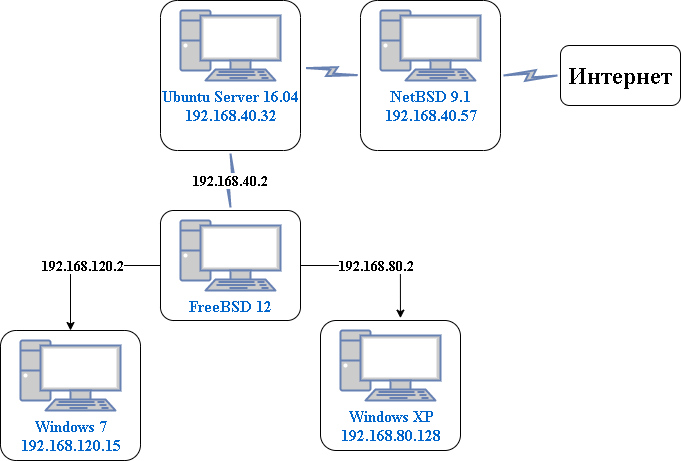 Ubuntu Server 16.04
192.168.40.32
NetBSD 9.1
192.168.40.57
Интернет
192.168.40.2
192.168.120.2
FreeBSD 12
192.168.80.2
Windows 7
192.168.120.15
Windows XP
192.168.80.128